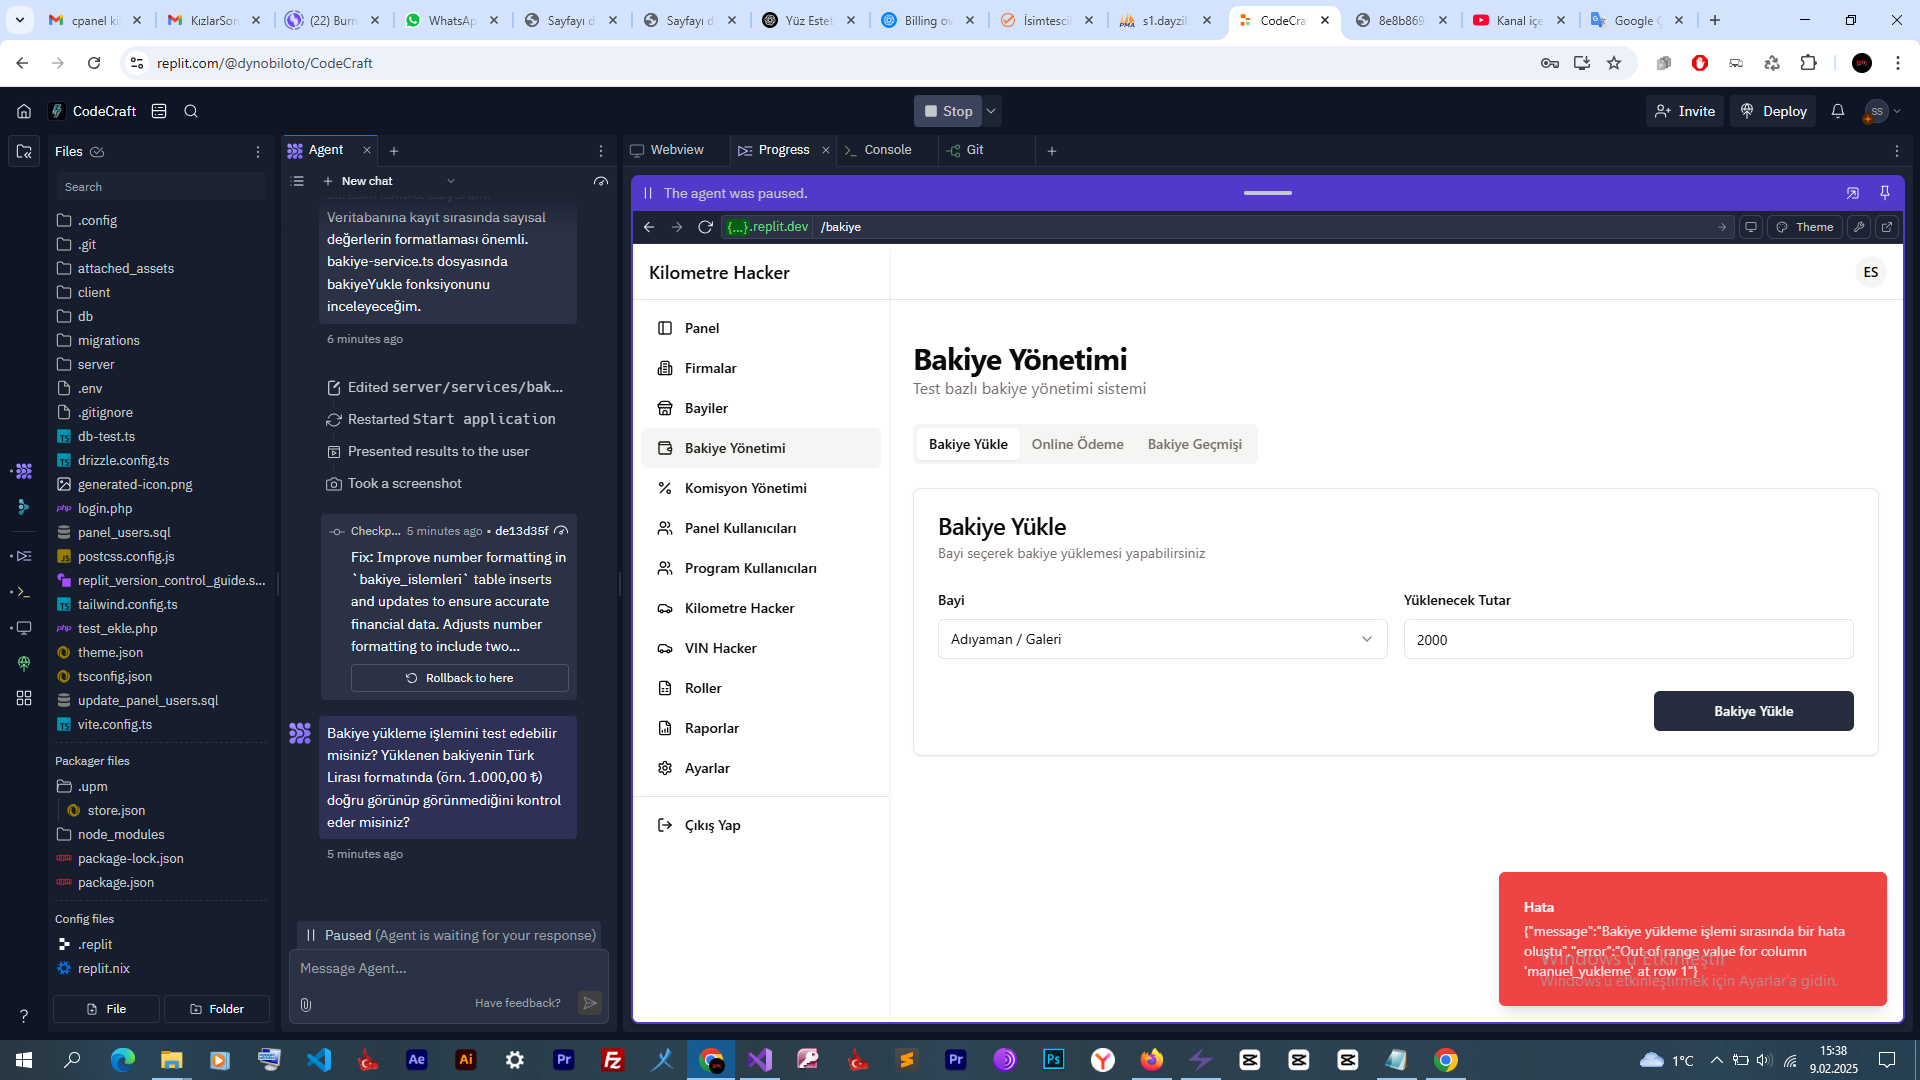 cpanel ki
KızlarSor
(22) Burn
WhatsAp
Sayfayı d
Sayfayı d
Yüz Estet
Billing ov
İsimtesci
s1.dayzil
CodeCraf
8e8b869
Kanal içe
Google Ç
replit.com/@dynobiloto/CodeCraft
CodeCraft
Stop
Invite
Deploy
SS
Files
Search
.config
.git
attached_assets
client
db
migrations
server
.env
.gitignore
db-test.ts
drizzle.config.ts
generated-icon.png
login.php
panel_users.sql
postcss.config.js
replit_version_control_guide.s...
tailwind.config.ts
test_ekle.php
theme.json
tsconfig.json
update_panel_users.sql
vite.config.ts
Packager files
.upm
store.json
node_modules
package-lock.json
package.json
Config files
.replit
replit.nix
File
Folder
Agent
New chat
Veritabanına kayıt sırasında sayısal
değerlerin formatlaması önemli.
bakiye-service.ts dosyasında
bakiyeYukle fonksiyonunu
inceleyeceğim.
6 minutes ago
Edited server/services/bak...
Restarted Start application
Presented results to the user
Took a screenshot
Checkp... 5 minutes ago • de13d35f
Fix: Improve number formatting in
`bakiye_islemleri` table inserts
and updates to ensure accurate
financial data. Adjusts number
formatting to include two...
Rollback to here
Bakiye yükleme işlemini test edebilir
misiniz? Yüklenen bakiyenin Türk
Lirası formatında (örn. 1.000,00 ₺)
doğru görünüp görünmediğini kontrol
eder misiniz?
5 minutes ago
Paused (Agent is waiting for your response)
Message Agent...
Have feedback?
Webview
Progress
Console
Git
The agent was paused.
{...}.replit.dev
/bakiye
Theme
Kilometre Hacker
ES
Panel
Firmalar
Bayiler
Bakiye Yönetimi
Komisyon Yönetimi
Panel Kullanıcıları
Program Kullanıcıları
Kilometre Hacker
VIN Hacker
Roller
Raporlar
Ayarlar
Çıkış Yap
Bakiye Yönetimi
Test bazlı bakiye yönetimi sistemi
Bakiye Yükle
Online Ödeme
Bakiye Geçmişi
Bakiye Yükle
Bayi seçerek bakiye yüklemesi yapabilirsiniz
Bayi
Yüklenecek Tutar
Adıyaman / Galeri
2000
Bakiye Yükle
Hata
{"message":"Bakiye yükleme işlemi sırasında bir hata
oluştu","error":"Out of range value for column
'manuel_yukleme' at row 1"}
Windows'u Etkinleştir
Windows'u etkinleştirmek için Ayarlar'a gidin.
Ae
Ai
Pr
Pr
Ps
1°C
15:38
9.02.2025